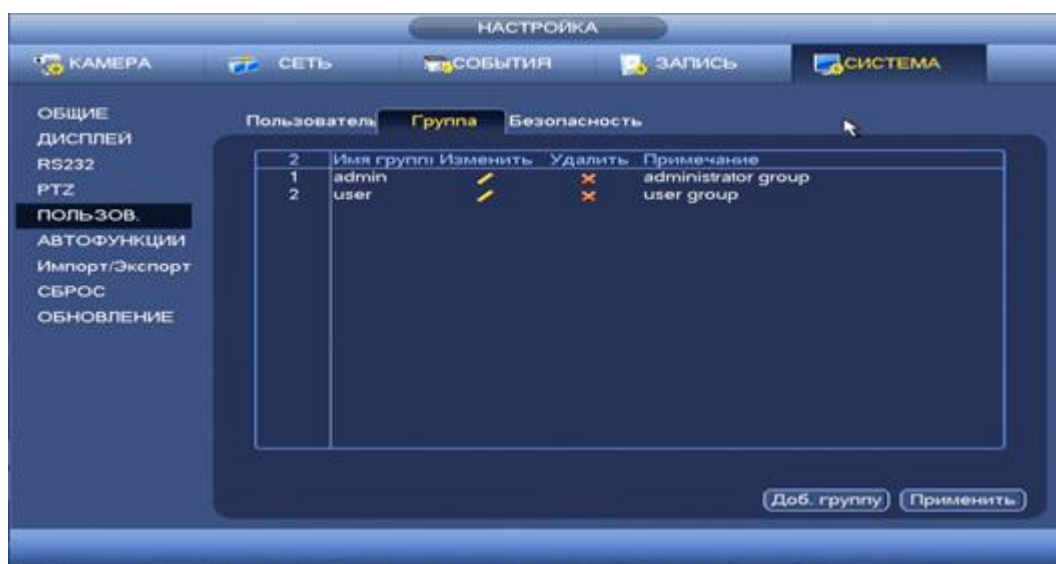 НАСТРОЙКА
КАМЕРА СЕТЬ СОБЫТИЯ ЗАПИСЬ СИСТЕМА
ОБЩИЕ
ДИСПЛЕЙ
RS232
PTZ
ПОЛЬЗОВ.
АВТОФУНКЦИИ
Импорт/Экспорт
СБРОС
ОБНОВЛЕНИЕ
Пользователь Группа Безопасность
2 Имя группы Изменить Удалить Примечание
1 admin administrator group
2 user user group
Доб. группу Применить